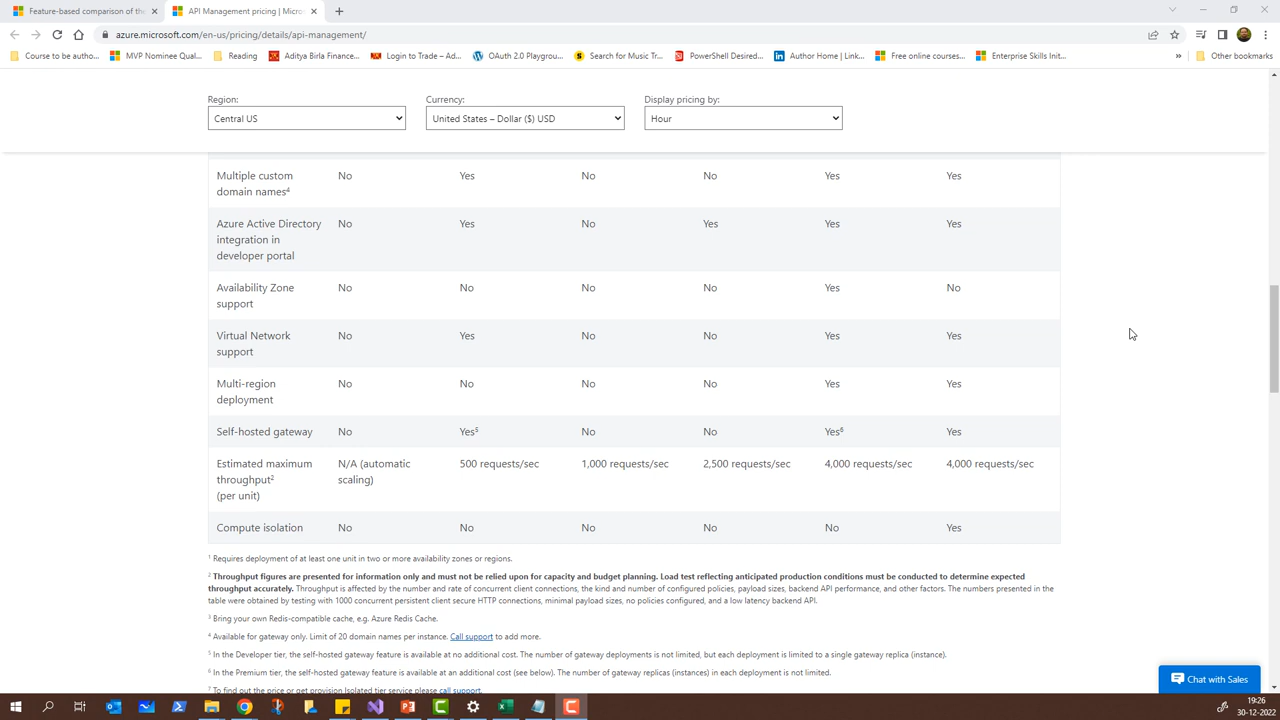 Feature-based comparison of the
API Management pricing | Micros
azure.microsoft.com/en-us/pricing/details/api-management/
Course to be autho... MVP Nominee Qual... Reading Aditya Birla Finance... Login to Trade – Ad... OAuth 2.0 Playgrou... Search for Music Tr... PowerShell Desired... Author Home | Link... Free online courses... Enterprise Skills Init... » Other bookmarks
Region: Currency: Display pricing by:
Central US United States – Dollar ($) USD Hour
Multiple custom No Yes No No Yes Yes
domain names4
Azure Active Directory No Yes No Yes Yes Yes
integration in
developer portal
Availability Zone No No No No Yes No
support
Virtual Network No Yes No No Yes Yes
support
Multi-region No No No No Yes Yes
deployment
Self-hosted gateway No Yes5 No No Yes6 Yes
Estimated maximum N/A (automatic 500 requests/sec 1,000 requests/sec 2,500 requests/sec 4,000 requests/sec 4,000 requests/sec
throughput2 scaling)
(per unit)
Compute isolation No No No No No Yes
1 Requires deployment of at least one unit in two or more availability zones or regions.
2 Throughput figures are presented for information only and must not be relied upon for capacity and budget planning. Load test reflecting anticipated production conditions must be conducted to determine expected
throughput accurately. Throughput is affected by the number and rate of concurrent client connections, the kind and number of configured policies, payload sizes, backend API performance, and other factors. The numbers presented in the
table were obtained by testing with 1000 concurrent persistent client secure HTTP connections, minimal payload sizes, no policies configured, and a low latency backend API.
3 Bring your own Redis-compatible cache, e.g. Azure Redis Cache.
4 Available for gateway only. Limit of 20 domain names per instance. Call support to add more.
5 In the Developer tier, the self-hosted gateway feature is available at no additional cost. The number of gateway deployments is not limited, but each deployment is limited to a single gateway replica (instance).
6 In the Premium tier, the self-hosted gateway feature is available at an additional cost (see below). The number of gateway replicas (instances) in each deployment is not limited.
7 To find out the price or get provision Isolated tier service please call support.
Chat with Sales
19:26
30-12-2022